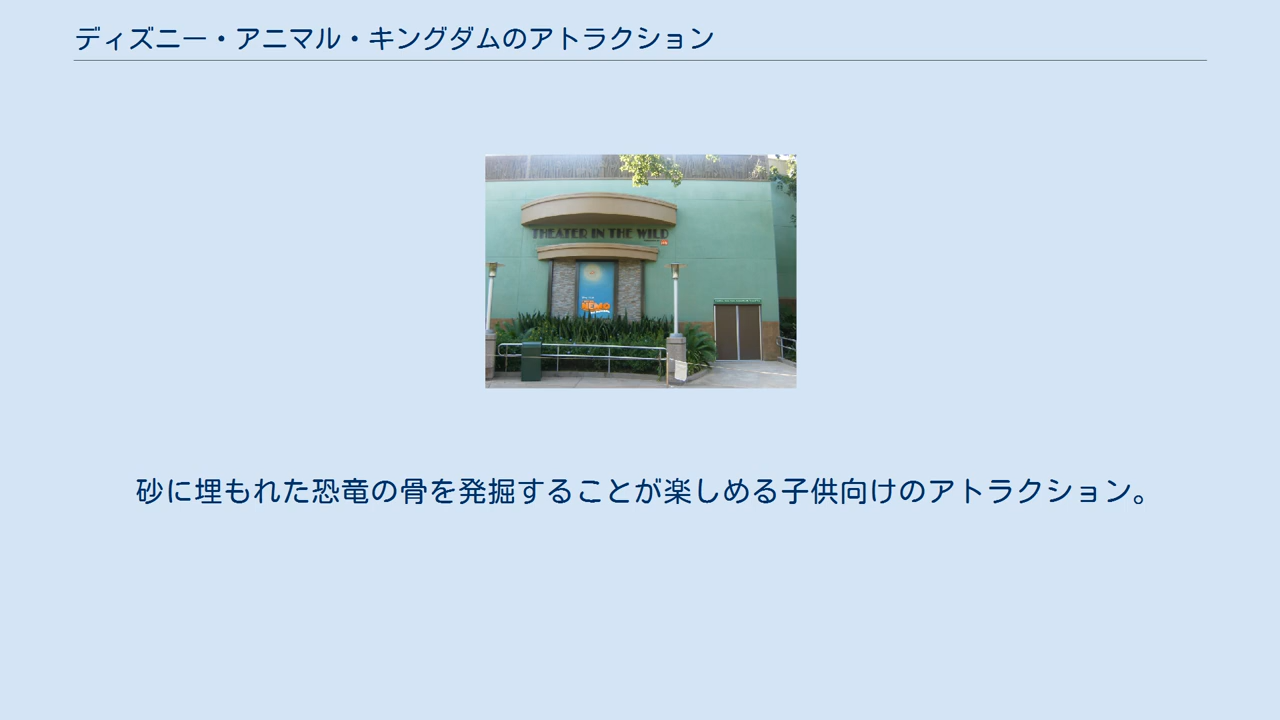 ディズニー・アニマル・キングダムのアトラクション
THEATER IN THE WILD
NEMO
砂に埋もれた恐竜の骨を発掘することが楽しめる子供向けのアトラクション。